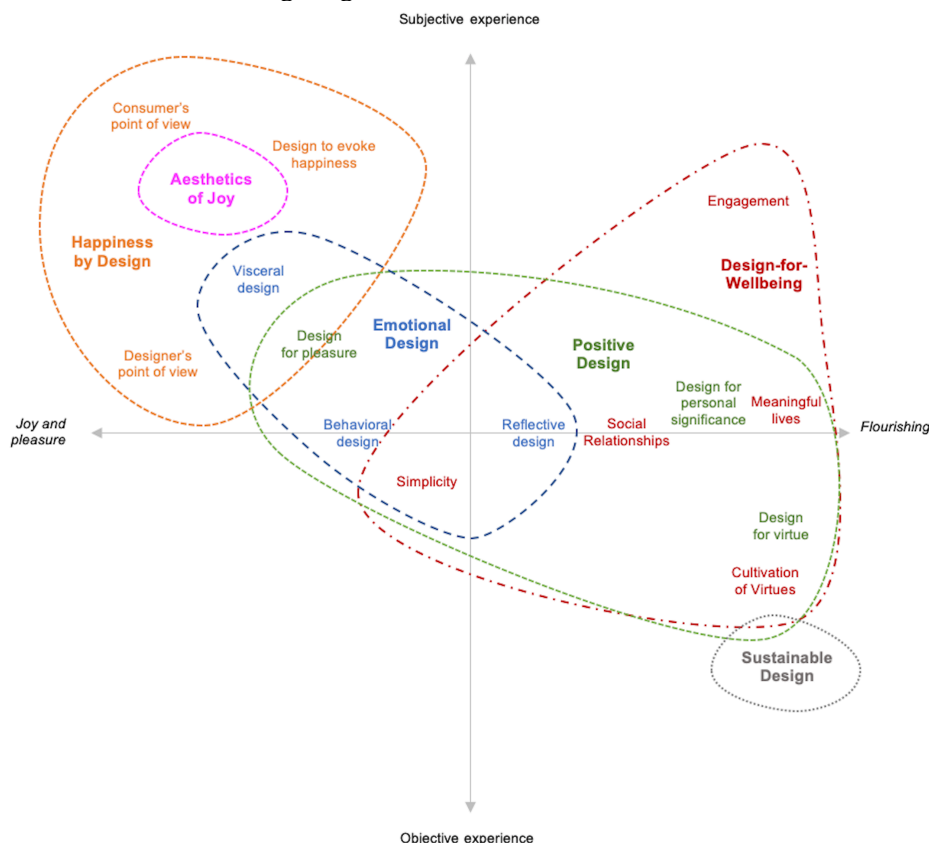 Subjective experience
Consumer's
point of view
Design to evoke
happiness
Aesthetics
of Joy
Engagement
Happiness
by Design
Visceral
design
Design-for-
Wellbeing
Emotional
Design
Design
for pleasure
Positive
Design
Designer's
point of view
Design for
personal
significance
Meaningful
lives
Joy and
pleasure
Behavioral
design
Reflective
design
Social
Relationships
Flourishing
Simplicity
Design
for virtue
Cultivation
of Virtues
Sustainable
Design
Objective experience